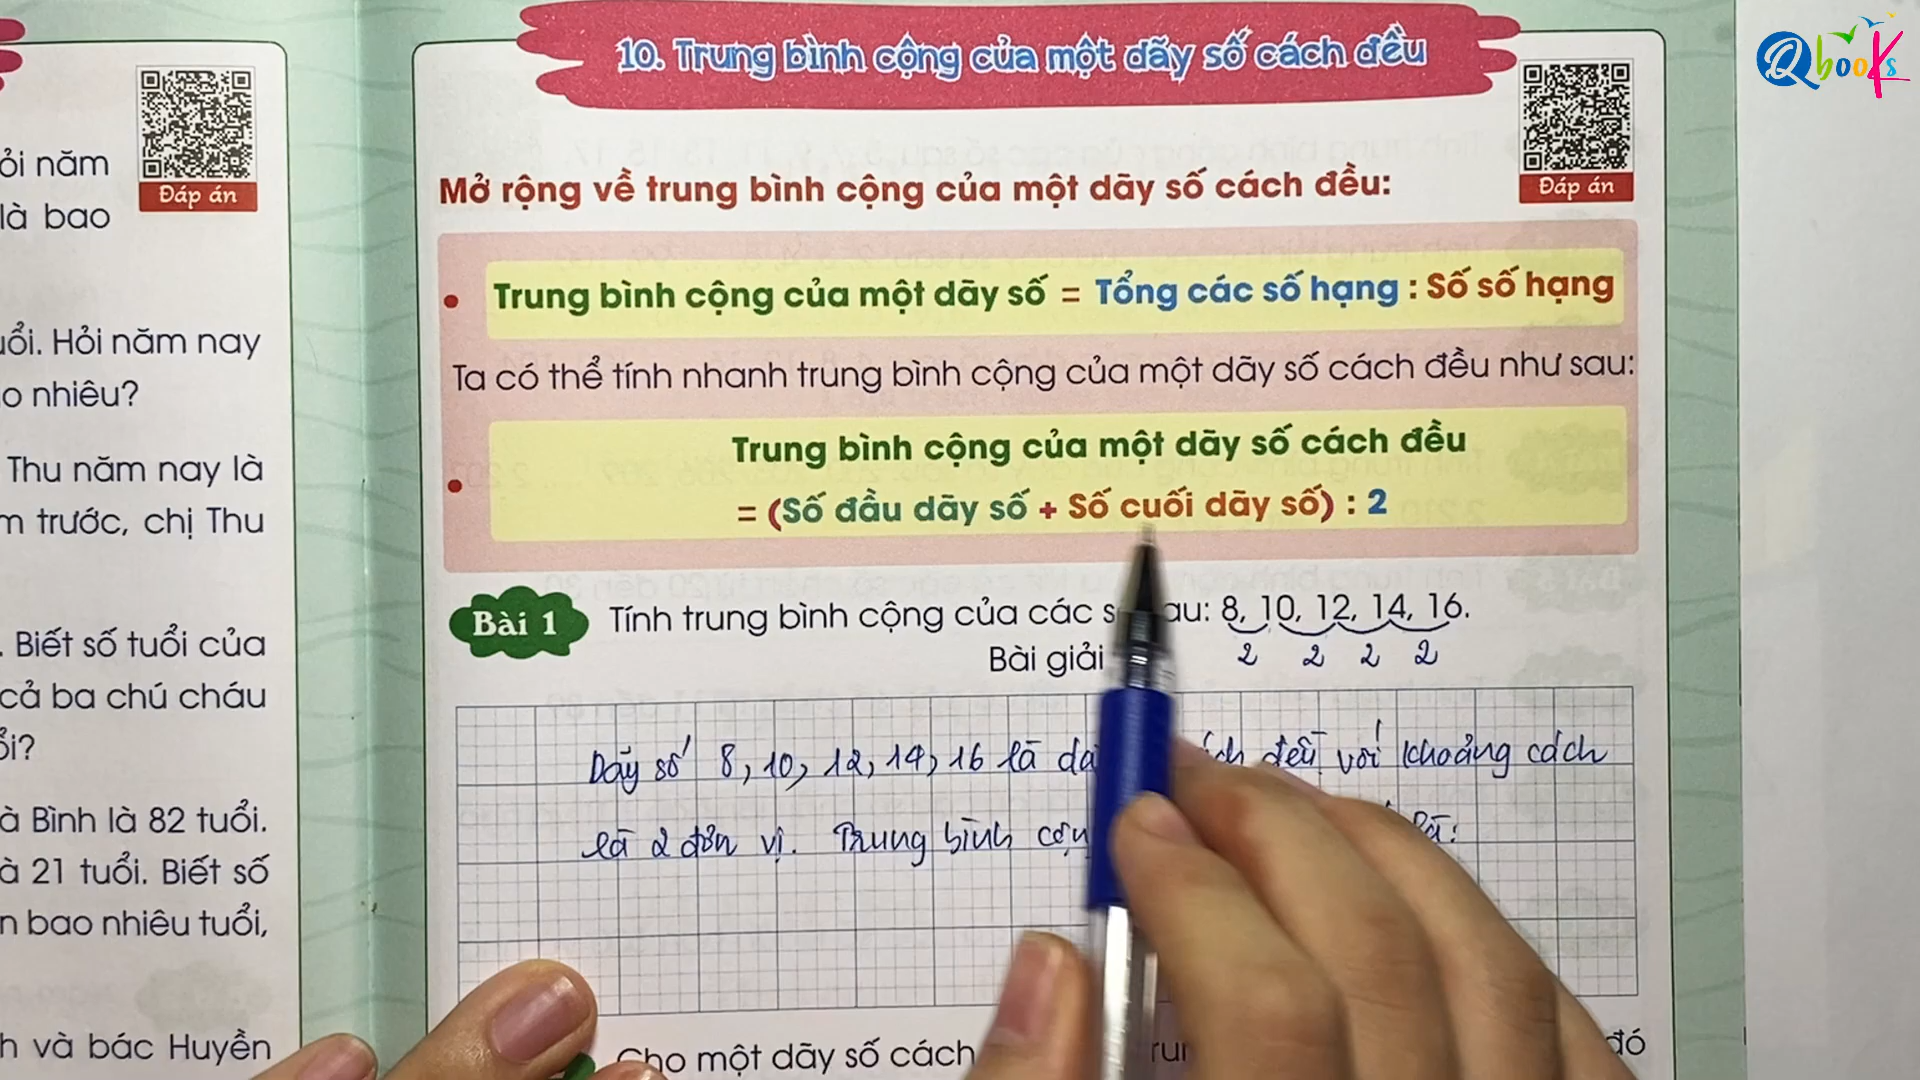 Qbooks
10. Trung bình cộng của một dãy số cách đều
Đáp án
Đáp án
ỏi năm
là bao
uổi. Hỏi năm nay
o nhiêu?
Thu năm nay là
m trước, chị Thu
. Biết số tuổi của
cả ba chú cháu
ổi?
à Bình là 82 tuổi.
à 21 tuổi. Biết số
n bao nhiêu tuổi,
h và bác Huyền
Mở rộng về trung bình cộng của một dãy số cách đều:
• Trung bình cộng của một dãy số = Tổng các số hạng : Số số hạng
Ta có thể tính nhanh trung bình cộng của một dãy số cách đều như sau:
Trung bình cộng của một dãy số cách đều
• = (Số đầu dãy số + Số cuối dãy số) : 2
Bài 1 Tính trung bình cộng của các s au: 8, 10, 12, 14, 16.
Bài giải 2 2 2 2
Dãy số 8, 10, 12, 14, 16 là dã ách đều với khoảng cách
là 2 đơn vị. Trung bình cộn là:
Cho một dãy số cách đó